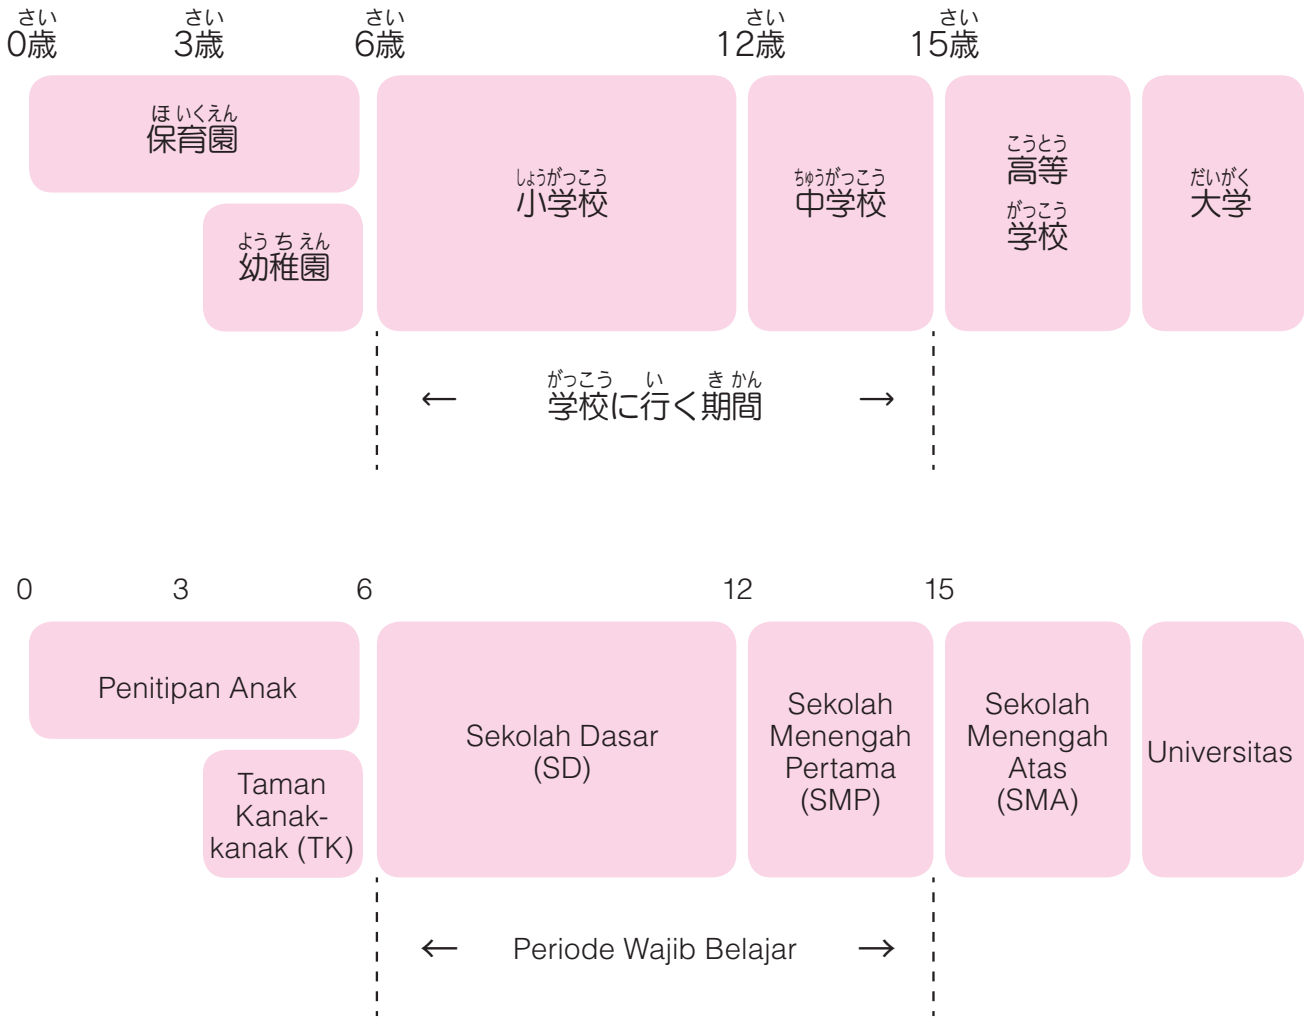 さい さい さい さい さい
0歳 3歳 6歳 12歳 15歳
ほいくえん
保育園
ようちえん
幼稚園
しょうがっこう
小学校
ちゅうがっこう
中学校
こうとう
高等
がっこう
学校
だいがく
大学
がっこう い きかん
← 学校に行く期間 →
0 3 6 12 15
Penitipan Anak
Taman
Kanak-
kanak (TK)
Sekolah Dasar
(SD)
Sekolah
Menengah
Pertama
(SMP)
Sekolah
Menengah
Atas
(SMA)
Universitas
← Periode Wajib Belajar →